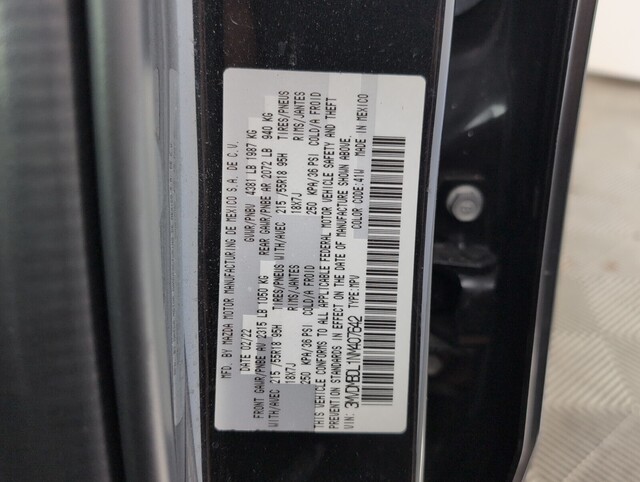 MFD. BY MAZDA MOTOR MANUFACTURING DE MEXICO S.A. DE C.V.
DATE 02/22 GVWR/PNBV 4381 LB 1987 KG
FRONT GAWR/PNBE AV 2315 LB 1050 KG REAR GAWR/PNBE AR 2072 LB 940 KG
WITH/AVEC 215 /55R18 95H TIRES/PNEUS WITH/AVEC 215 /55R18 95H TIRES/PNEUS
18X7J RIMS/JANTES 18X7J RIMS/JANTES
250 KPA/36 PSI COLD/A FROID 250 KPA/36 PSI COLD/A FROID
THIS VEHICLE CONFORMS TO ALL APPLICABLE FEDERAL MOTOR VEHICLE SAFETY AND THEFT
PREVENTION STANDARDS IN EFFECT ON THE DATE OF MANUFACTURE SHOWN ABOVE.
COLOR CODE:41W MADE IN MEXICO
VIN: TYPE:MPV